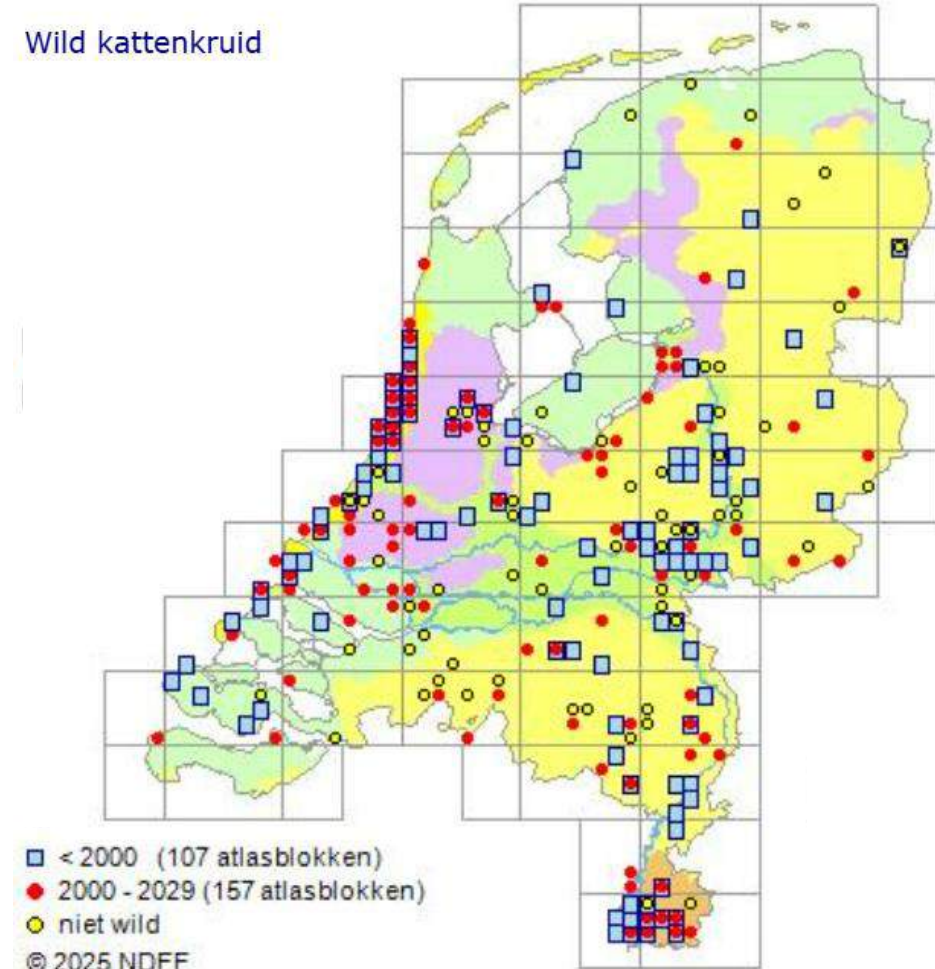 Wild kattenkruid
< 2000 (107 atlasblokken)
2000 - 2029 (157 atlasblokken)
niet wild
© 2025 NDFF